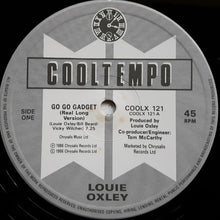 COOLTEMPO
SIDE
ONE
GO GO GADGET
(Real Long
Version)
(Louie Oxley/Bill Beard/
Vicky Witcher) 7.25
Chrysalis Music Ltd
℗ 1986 Chrysalis Records Ltd
© 1986 Chrysalis Records Ltd
COOLX 121
COOLX 121-A
Produced by
Louie Oxley
Co-producer/Engineer:
Tom McCarthy
Marketed by
Chrysalis Records
Ltd
45
RPM
LOUIE
OXLEY